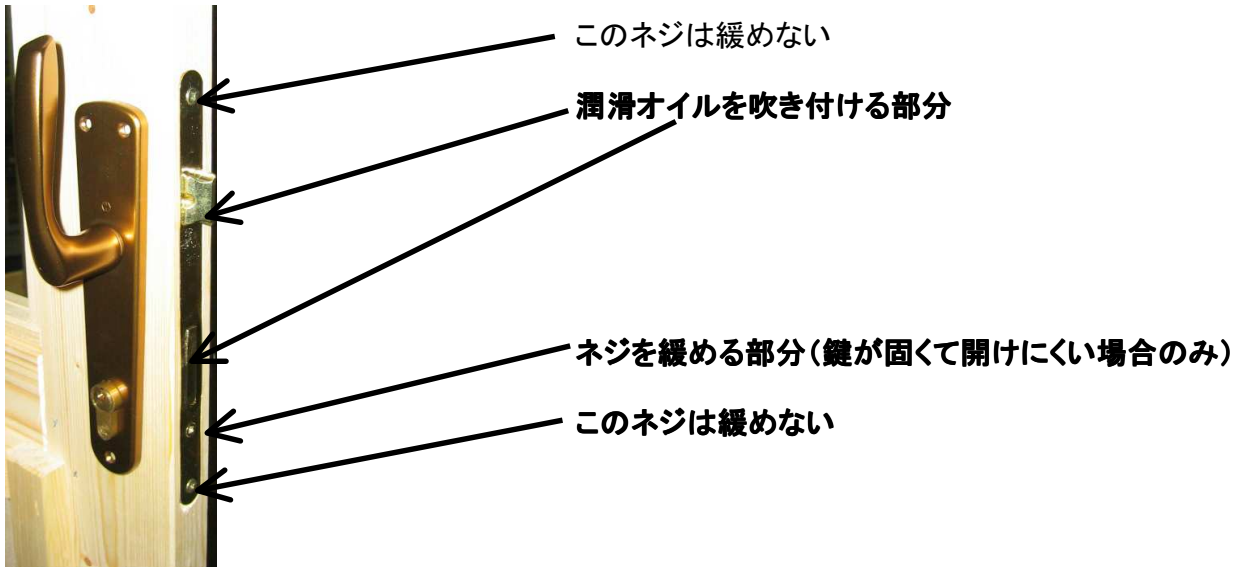 このネジは緩めない
潤滑オイルを吹き付ける部分
ネジを緩める部分（鍵が固くて開けにくい場合のみ）
このネジは緩めない